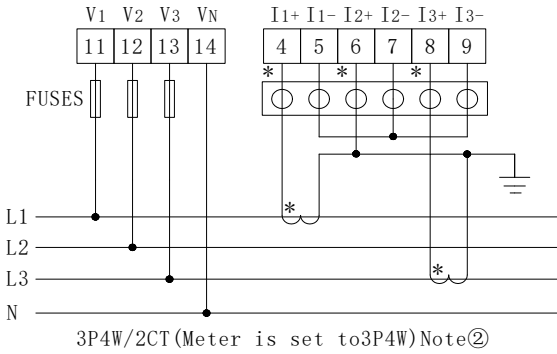 V1 V2 V3 VN I1+ I1- I2+ I2- I3+ I3-
11 12 13 14 4 5 6 7 8 9
* * *
FUSES
*
L1
L2
*
L3
N
3P4W/2CT(Meter is set to3P4W)Note②